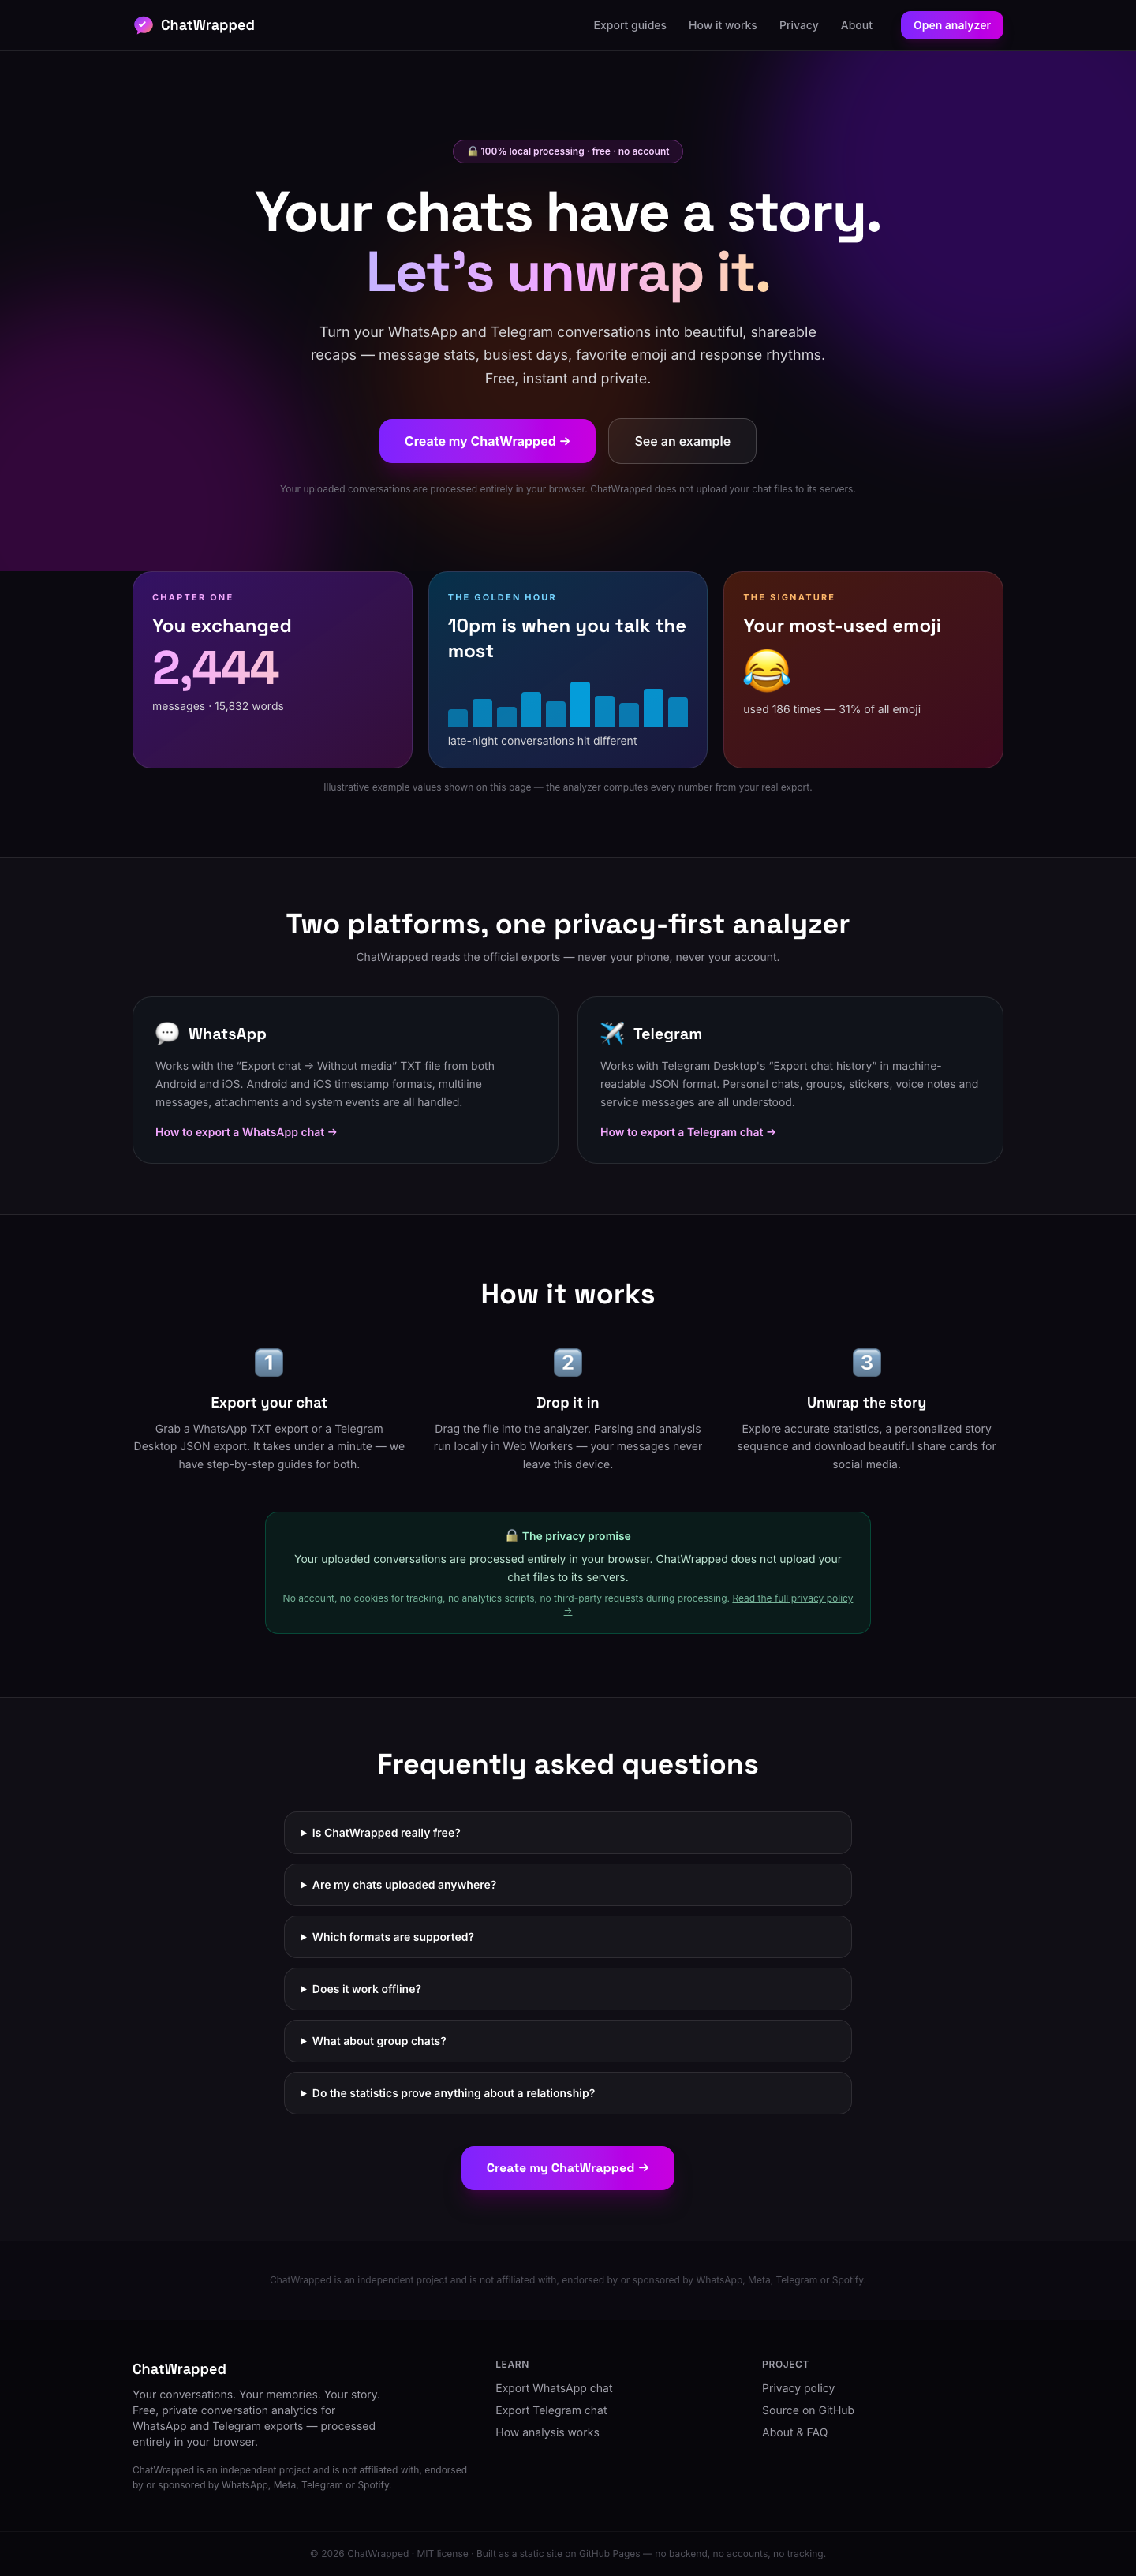 ChatWrapped
Export guides
How it works
Privacy
About
Open analyzer
🔒 100% local processing · free · no account
Your chats have a story.
Let's unwrap it.
Turn your WhatsApp and Telegram conversations into beautiful, shareable
recaps — message stats, busiest days, favorite emoji and response rhythms.
Free, instant and private.
Create my ChatWrapped →
See an example
Your uploaded conversations are processed entirely in your browser. ChatWrapped does not upload your chat files to its servers.
CHAPTER ONE
You exchanged
2,444
messages · 15,832 words
THE GOLDEN HOUR
10pm is when you talk the
most
late-night conversations hit different
THE SIGNATURE
Your most-used emoji
😂
used 186 times — 31% of all emoji
Illustrative example values shown on this page — the analyzer computes every number from your real export.
Two platforms, one privacy-first analyzer
ChatWrapped reads the official exports — never your phone, never your account.
💬 WhatsApp
Works with the “Export chat → Without media” TXT file from both
Android and iOS. Android and iOS timestamp formats, multiline
messages, attachments and system events are all handled.
How to export a WhatsApp chat →
✈️ Telegram
Works with Telegram Desktop's “Export chat history” in machine-
readable JSON format. Personal chats, groups, stickers, voice notes and
service messages are all understood.
How to export a Telegram chat →
How it works
1️⃣
Export your chat
Grab a WhatsApp TXT export or a Telegram
Desktop JSON export. It takes under a minute — we
have step-by-step guides for both.
2️⃣
Drop it in
Drag the file into the analyzer. Parsing and analysis
run locally in Web Workers — your messages never
leave this device.
3️⃣
Unwrap the story
Explore accurate statistics, a personalized story
sequence and download beautiful share cards for
social media.
🔒 The privacy promise
Your uploaded conversations are processed entirely in your browser. ChatWrapped does not upload your
chat files to its servers.
No account, no cookies for tracking, no analytics scripts, no third-party requests during processing. Read the full privacy policy
→
Frequently asked questions
▶ Is ChatWrapped really free?
▶ Are my chats uploaded anywhere?
▶ Which formats are supported?
▶ Does it work offline?
▶ What about group chats?
▶ Do the statistics prove anything about a relationship?
Create my ChatWrapped →
ChatWrapped is an independent project and is not affiliated with, endorsed by or sponsored by WhatsApp, Meta, Telegram or Spotify.
ChatWrapped
Your conversations. Your memories. Your story.
Free, private conversation analytics for
WhatsApp and Telegram exports — processed
entirely in your browser.
ChatWrapped is an independent project and is not affiliated with, endorsed
by or sponsored by WhatsApp, Meta, Telegram or Spotify.
LEARN
Export WhatsApp chat
Export Telegram chat
How analysis works
PROJECT
Privacy policy
Source on GitHub
About & FAQ
© 2026 ChatWrapped · MIT license · Built as a static site on GitHub Pages — no backend, no accounts, no tracking.